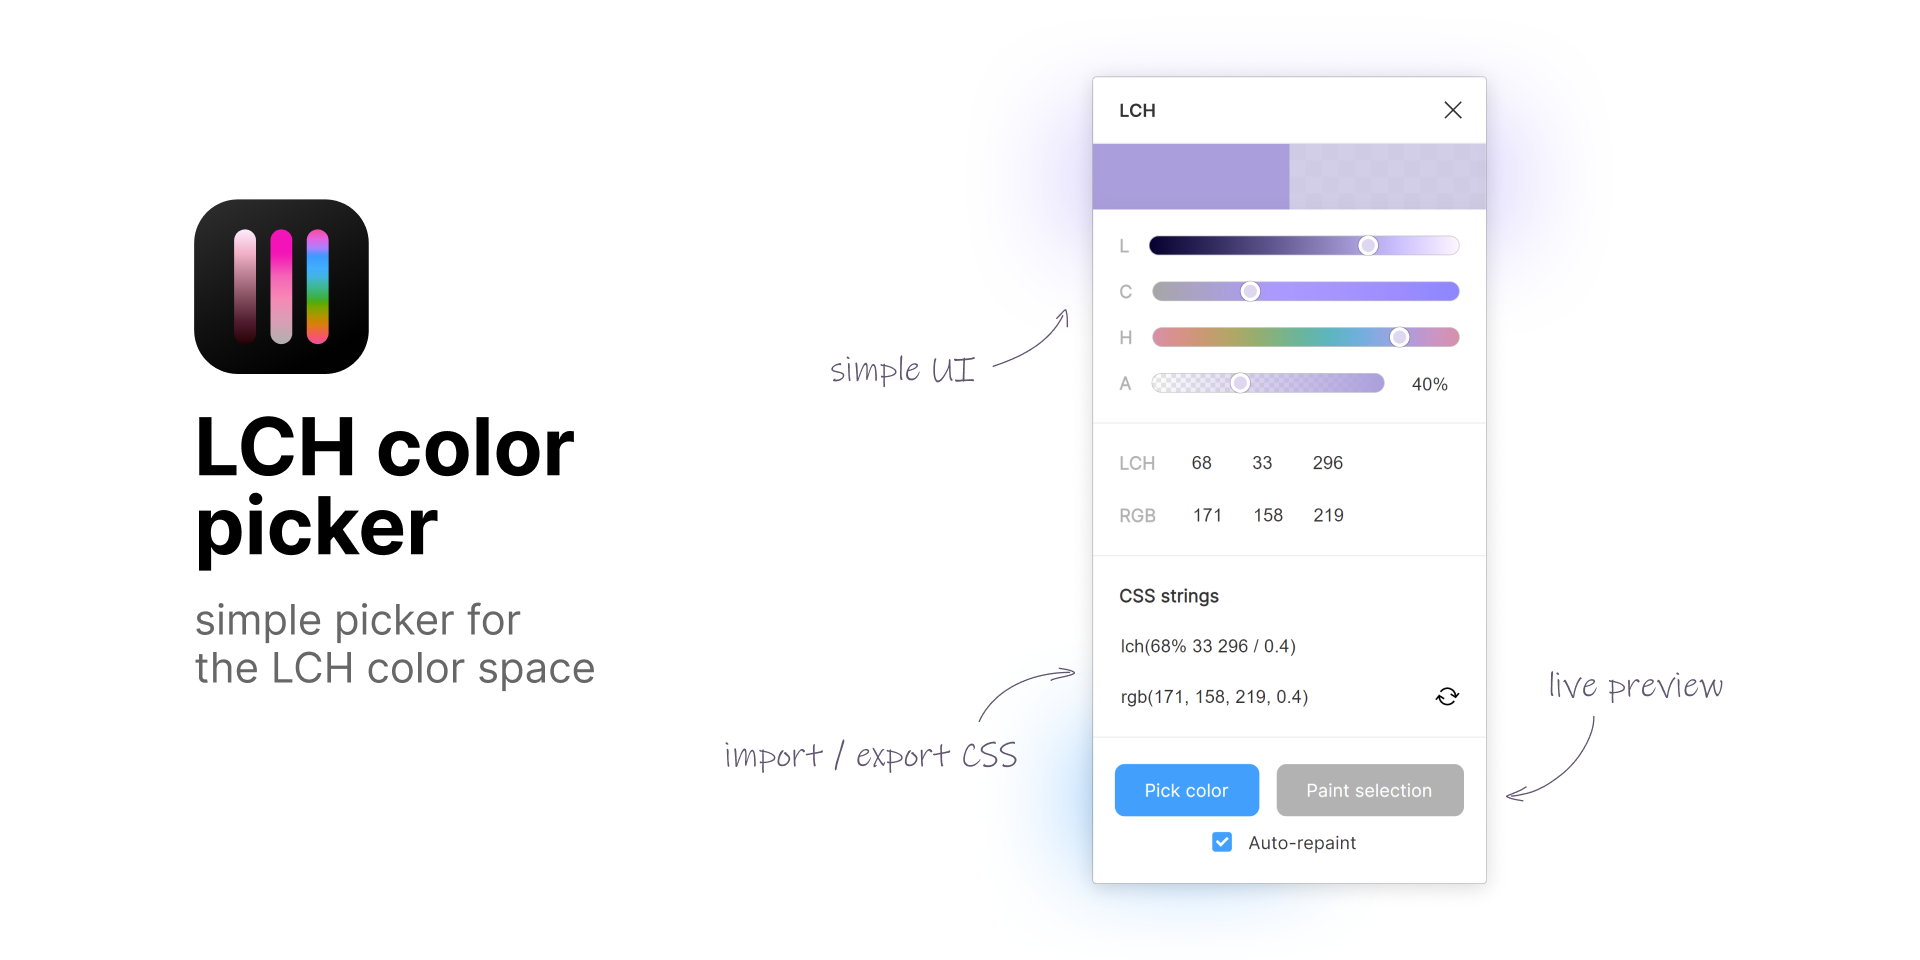 LCH color
picker
simple picker for
the LCH color space
simple UI
import / export CSS
LCH
L
C
H
A 40%
LCH 68 33 296
RGB 171 158 219
CSS strings
lch(68% 33 296 / 0.4)
rgb(171, 158, 219, 0.4)
Pick color Paint selection
Auto-repaint
live preview